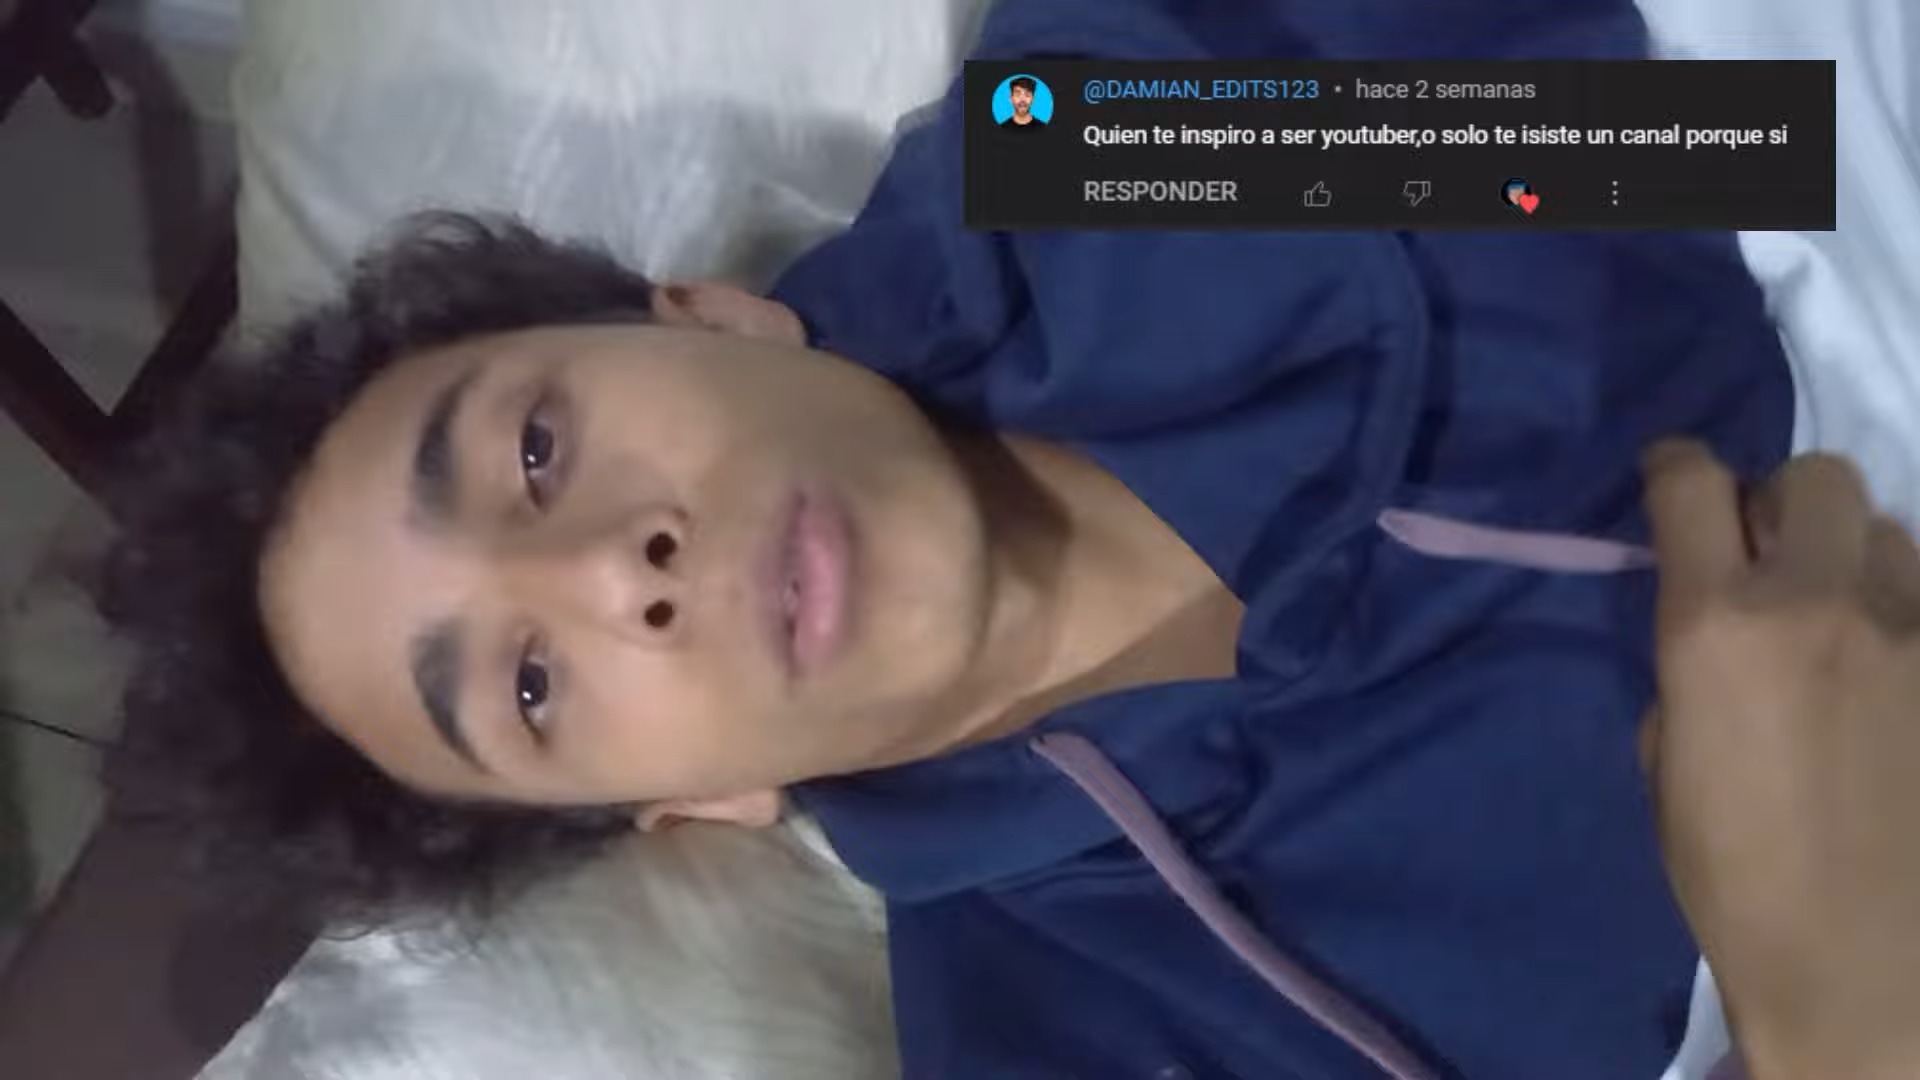 @DAMIAN_EDITS123 • hace 2 semanas
Quien te inspiro a ser youtuber,o solo te isiste un canal porque si
RESPONDER